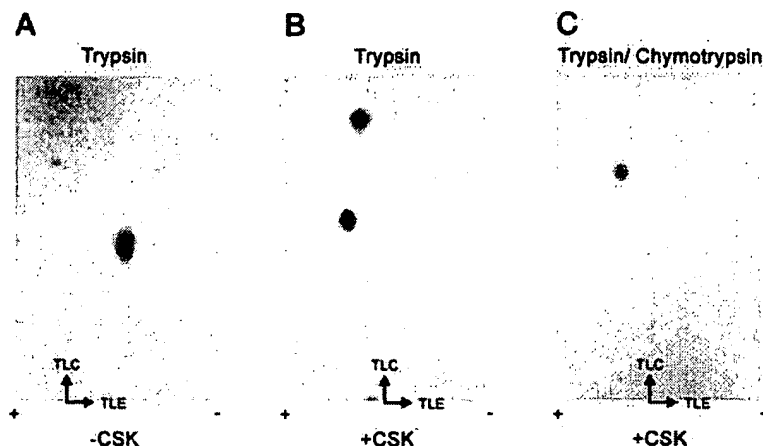 A
B
C
Trypsin
Trypsin
Trypsin/ Chymotrypsin
TLC
TLE
TLC
TLE
TLC
TLE
+
-
+
-
+
-CSK
+CSK
+CSK